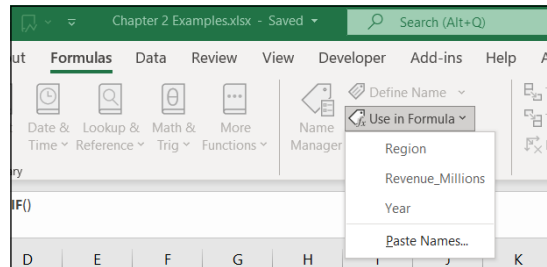 Chapter 2 Examples.xlsx - Saved
Search (Alt+Q)
ut Formulas Data Review View Developer Add-ins Help A
Define Name
Use in Formula
Date & Lookup & Math & More Name
Time Reference Trig Functions Manager
Region
Revenue_Millions
Year
Paste Names...
ry
IF()
D E F G H I J K